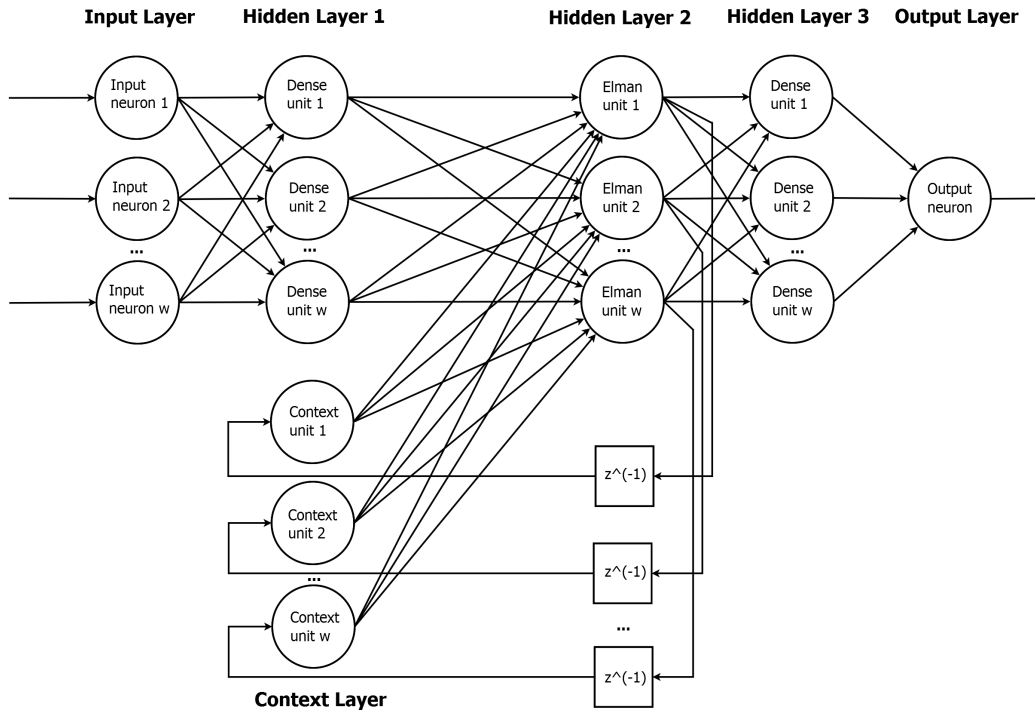 Input Layer
Hidden Layer 1
Hidden Layer 2
Hidden Layer 3
Output Layer
Input
neuron 1
Dense
unit 1
Elman
unit 1
Dense
unit 1
Input
neuron 2
Dense
unit 2
Elman
unit 2
Dense
unit 2
Output
neuron
...
...
...
...
Input
neuron w
Dense
unit w
Elman
unit w
Dense
unit w
Context
unit 1
z^(-1)
Context
unit 2
z^(-1)
...
Context
unit w
...
z^(-1)
Context Layer